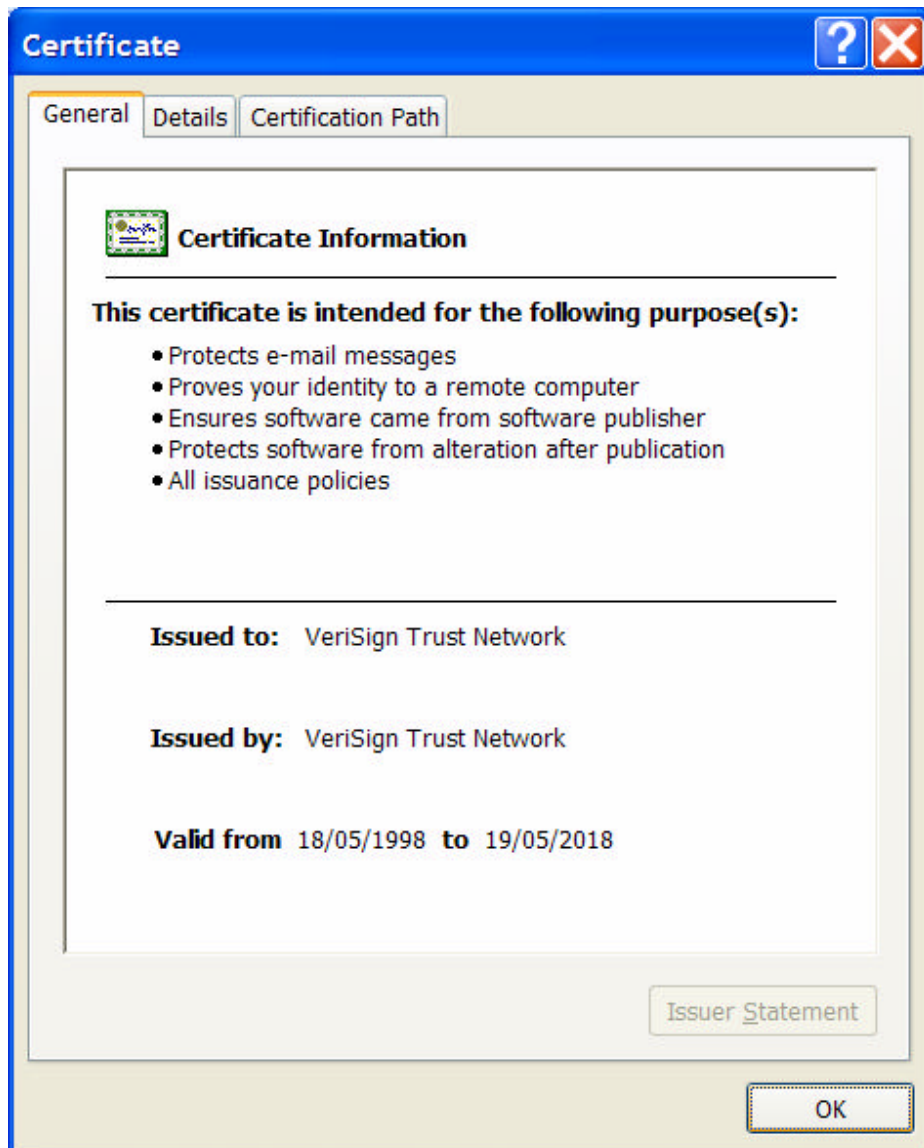 Certificate
General Details Certification Path
Certificate Information
This certificate is intended for the following purpose(s):
• Protects e-mail messages
• Proves your identity to a remote computer
• Ensures software came from software publisher
• Protects software from alteration after publication
• All issuance policies
Issued to: VeriSign Trust Network
Issued by: VeriSign Trust Network
Valid from 18/05/1998 to 19/05/2018
Issuer Statement
OK